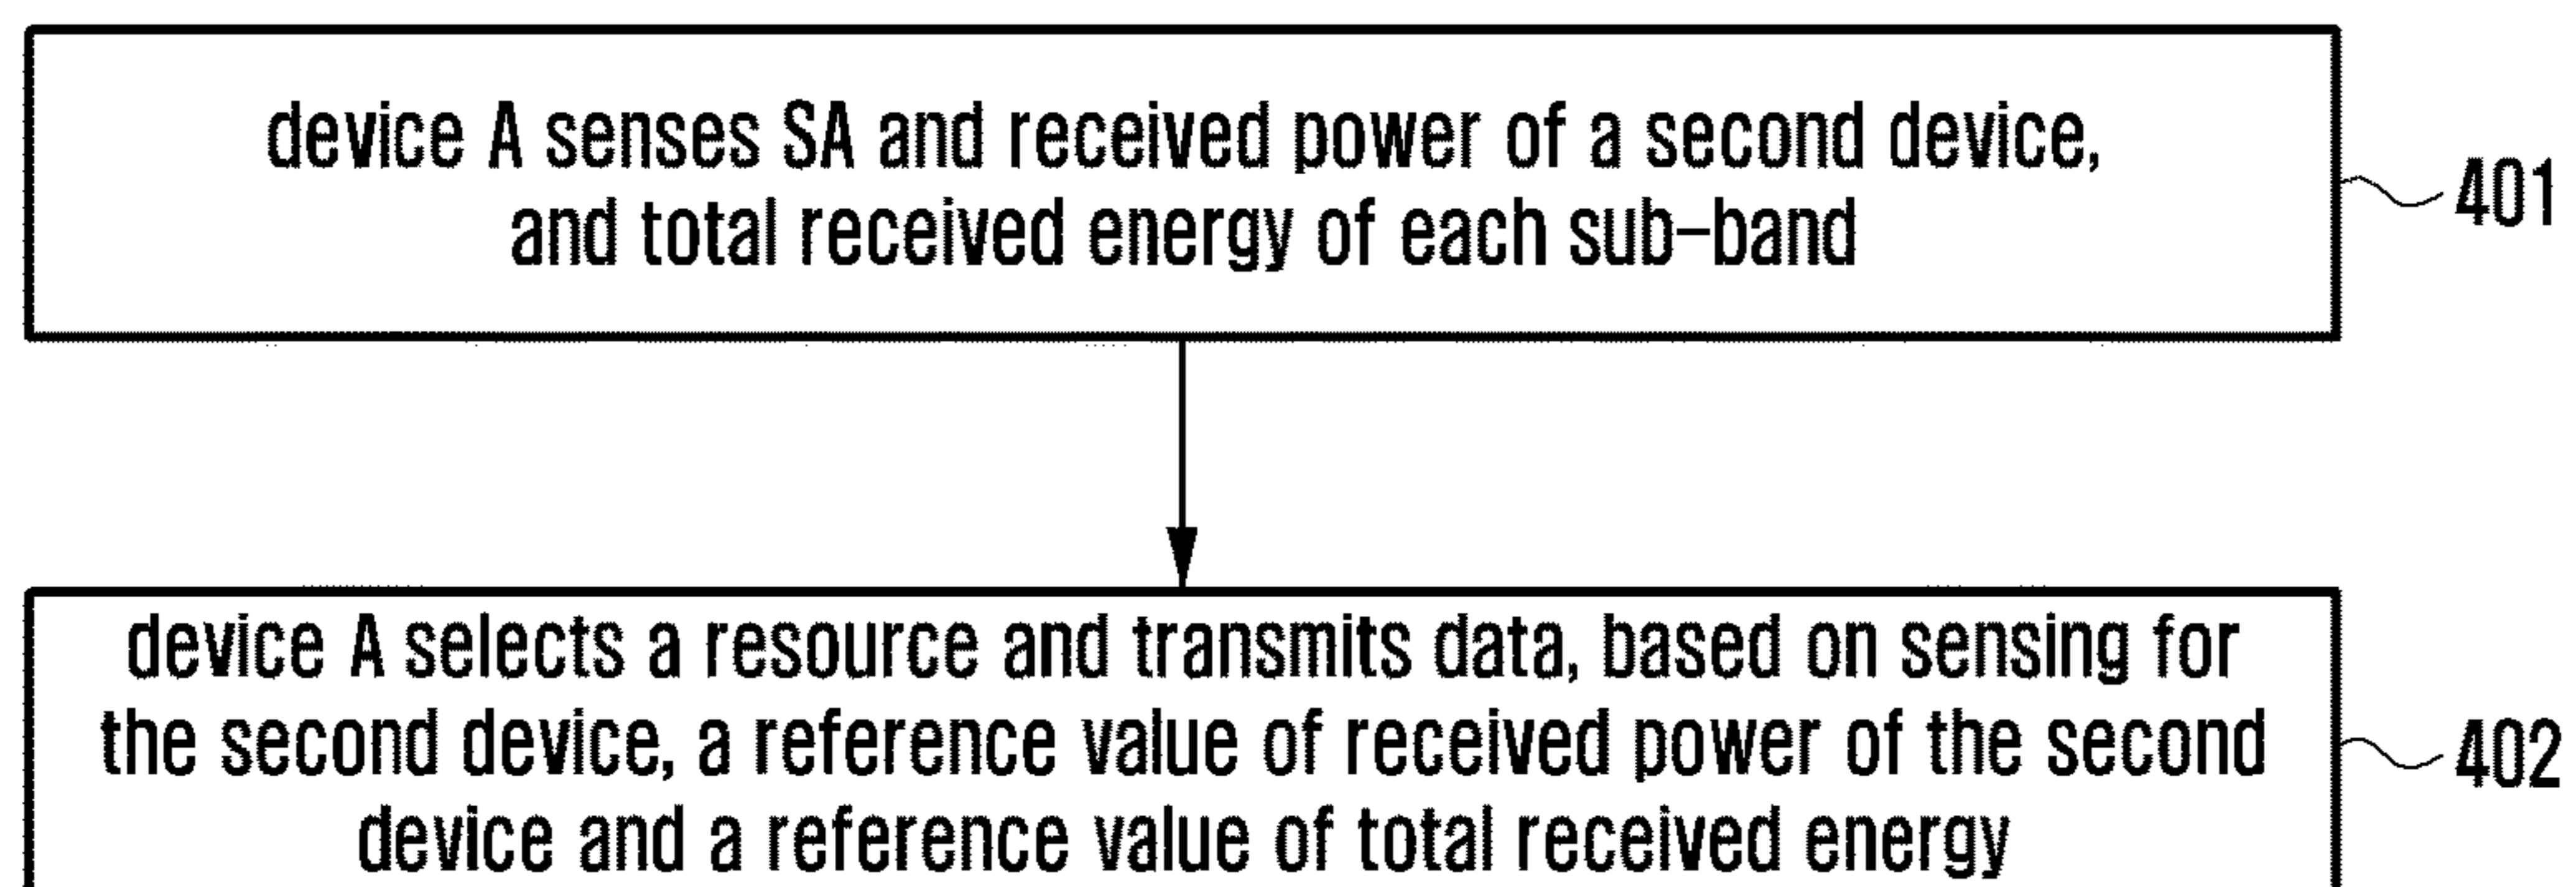 device A senses SA and received power of a second device,
and total received energy of each sub-band
401
device A selects a resource and transmits data, based on sensing for
the second device, a reference value of received power of the second
device and a reference value of total received energy
402